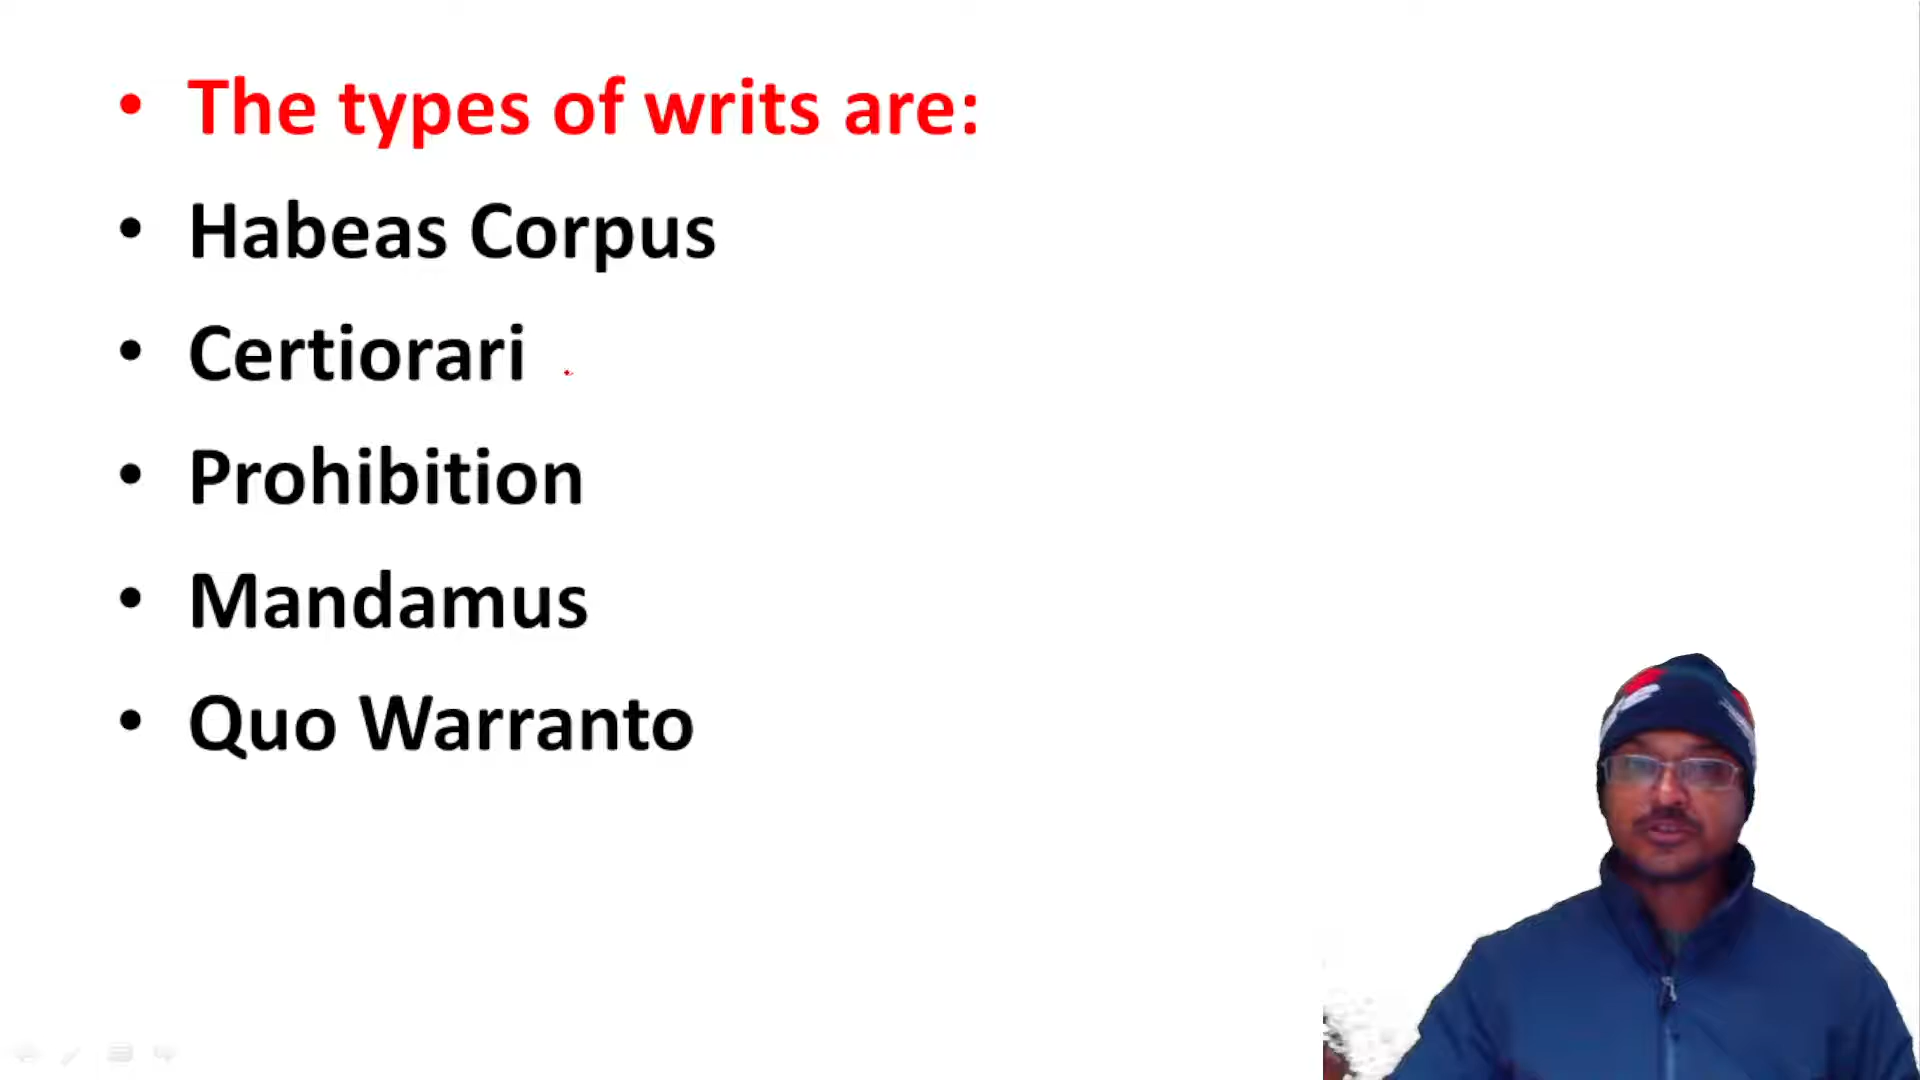 • The types of writs are:
• Habeas Corpus
• Certiorari
• Prohibition
• Mandamus
• Quo Warranto